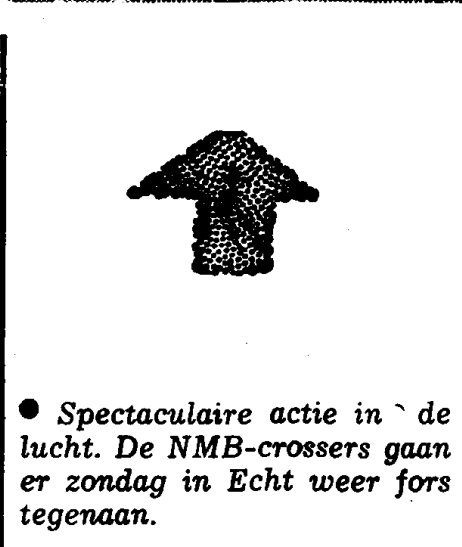 ● Spectaculaire actie in de
lucht. De NMB-crossers gaan
er zondag in Echt weer fors
tegenaan.